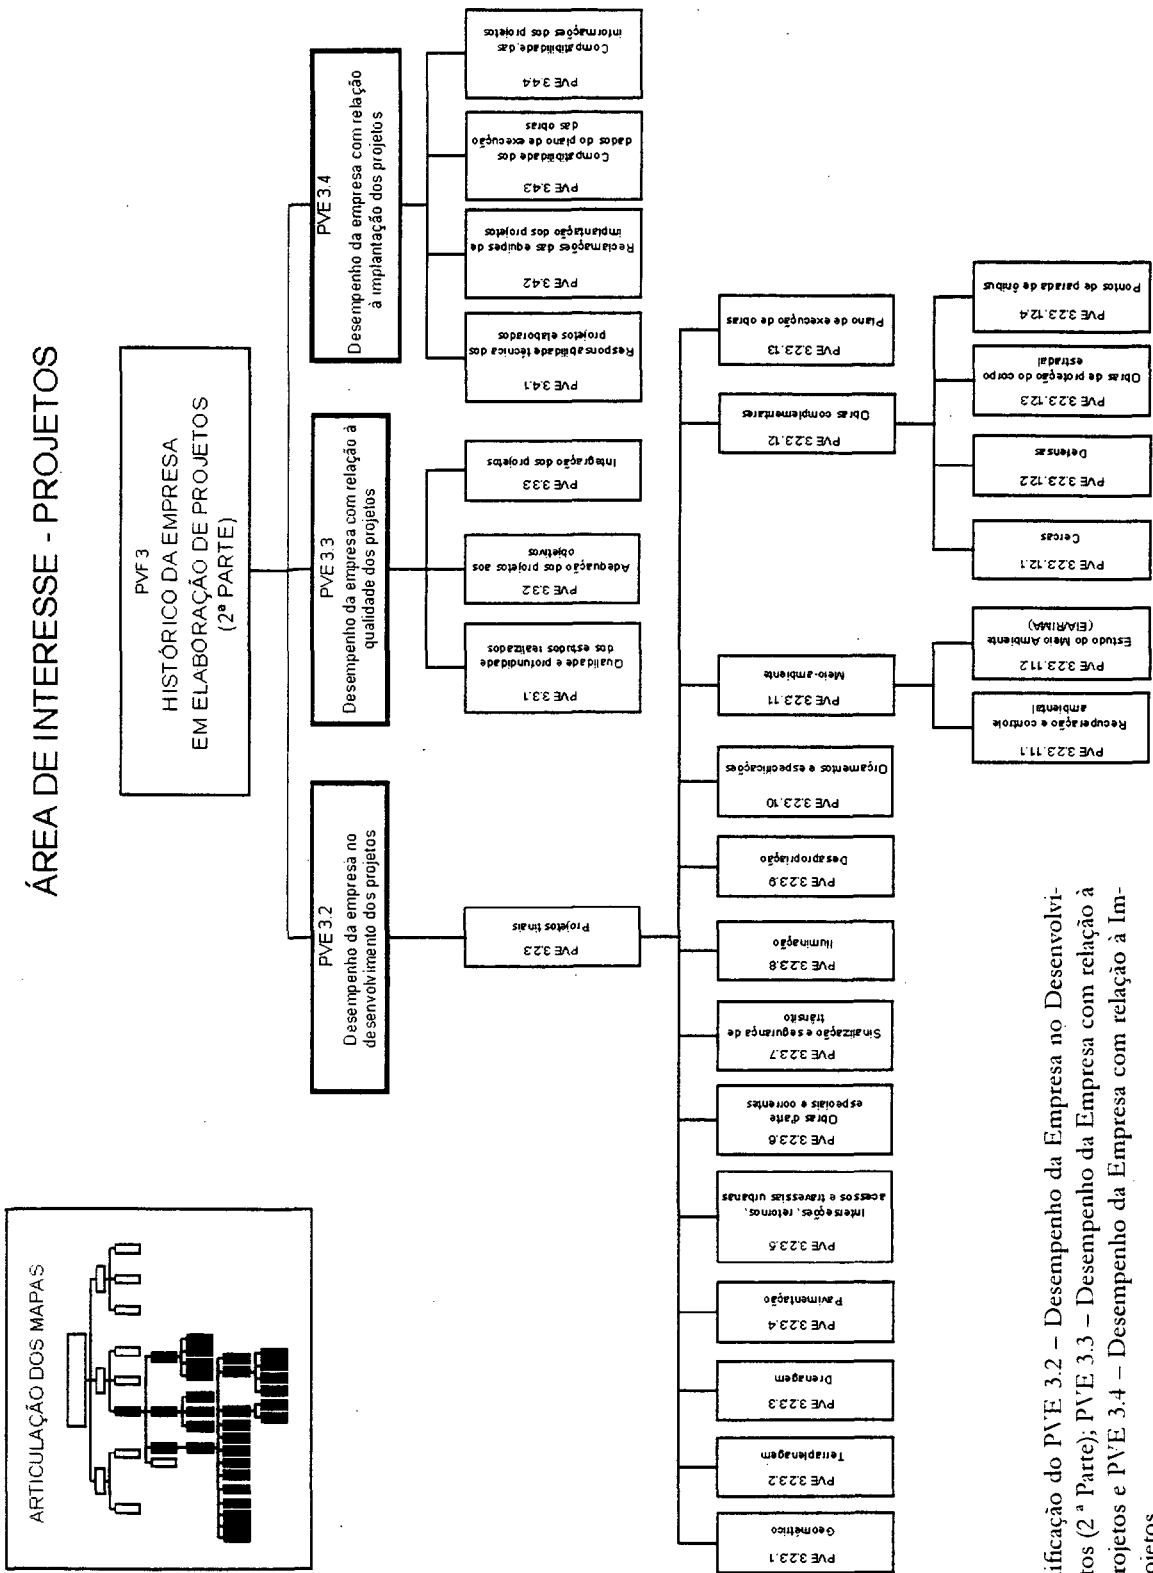 ÁREA DE INTERESSE - PROJETOS
ARTICULAÇÃO DOS MAPAS
PVF 3
HISTÓRICO DA EMPRESA
EM ELABORAÇÃO DE PROJETOS
(2ª PARTE)
PVE 3.2
Desempenho da empresa no
desenvolvimento dos projetos
PVE 3.3
Desempenho da empresa com relação à
qualidade dos projetos
PVE 3.4
Desempenho da empresa com relação
à implantação dos projetos
PVE 3.2.3
Projetos finais
PVE 3.3.1
Qualidade e profundidade
dos estudos realizados
PVE 3.3.2
Adequação dos projetos aos
objetivos
PVE 3.3.3
Integração dos projetos
PVE 3.4.1
Responsabilidade técnica dos
projetos elaborados
PVE 3.4.2
Reclamações das equipes de
implantação dos projetos
PVE 3.4.3
Compatibilidade dos
dados do plano de execução
das obras
PVE 3.4.4
Compatibilidade, das
informações dos projetos
PVE 3.2.3.1
Geométrico
PVE 3.2.3.2
Terraplenagem
PVE 3.2.3.3
Drenagem
PVE 3.2.3.4
Pavimentação
PVE 3.2.3.5
Interseções, retornos,
acessos e travessias urbanas
PVE 3.2.3.6
Obras d'arte
especiais e correntes
PVE 3.2.3.7
Sinalização e segurança de
trânsito
PVE 3.2.3.8
Iluminação
PVE 3.2.3.9
Desapropriação
PVE 3.2.3.10
Orçamentos e especificações
PVE 3.2.3.11
Meio-ambiente
PVE 3.2.3.12
Obras complementares
PVE 3.2.3.13
Plano de execução de obras
PVE 3.2.3.11.1
Recuperação e controle
ambiental
PVE 3.2.3.11.2
Estudo do Meio Ambiente
(EIA/RIMA)
PVE 3.2.3.12.1
Cercas
PVE 3.2.3.12.2
Defensas
PVE 3.2.3.12.3
Obras de proteção do corpo
estradal
PVE 3.2.3.12.4
Pontos de parada de ônibus
ificação do PVE 3.2 – Desempenho da Empresa no Desenvolvi-
tos (2 ª Parte); PVE 3.3 – Desempenho da Empresa com relação à
rojetos e PVE 3.4 – Desempenho da Empresa com relação à Im-
ojetos